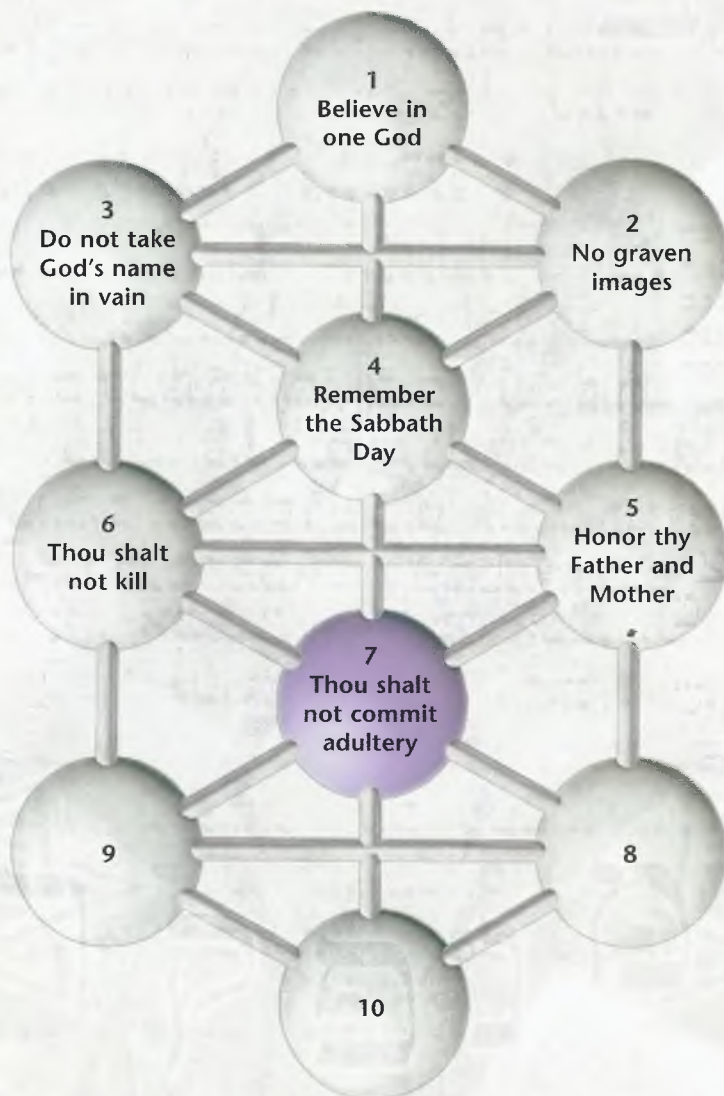 1
Believe in
one God
3
Do not take
God's name
in vain
2
No graven
images
4
Remember
the Sabbath
Day
6
Thou shalt
not kill
5
Honor thy
Father and
Mother
7
Thou shalt
not commit
adultery
9
8
10